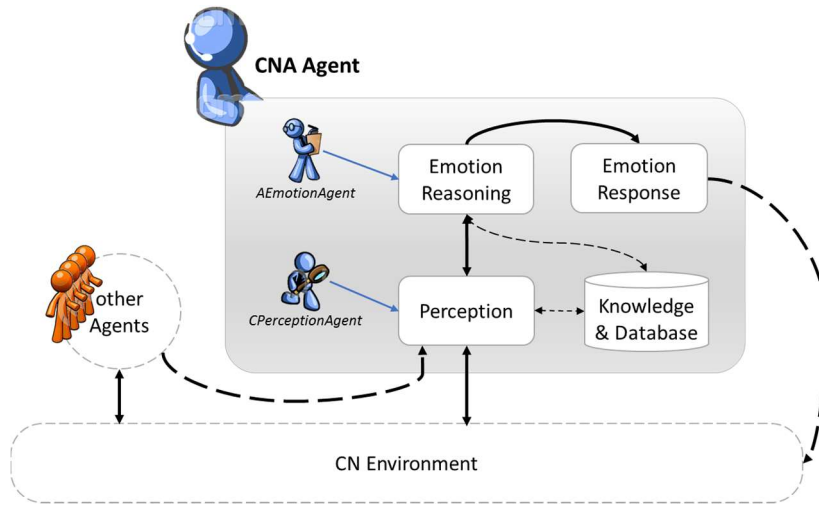 CNA Agent
Emotion
Reasoning
Emotion
Response
AEmotionAgent
other
Agents
Perception
Knowledge
& Database
CPerceptionAgent
CN Environment